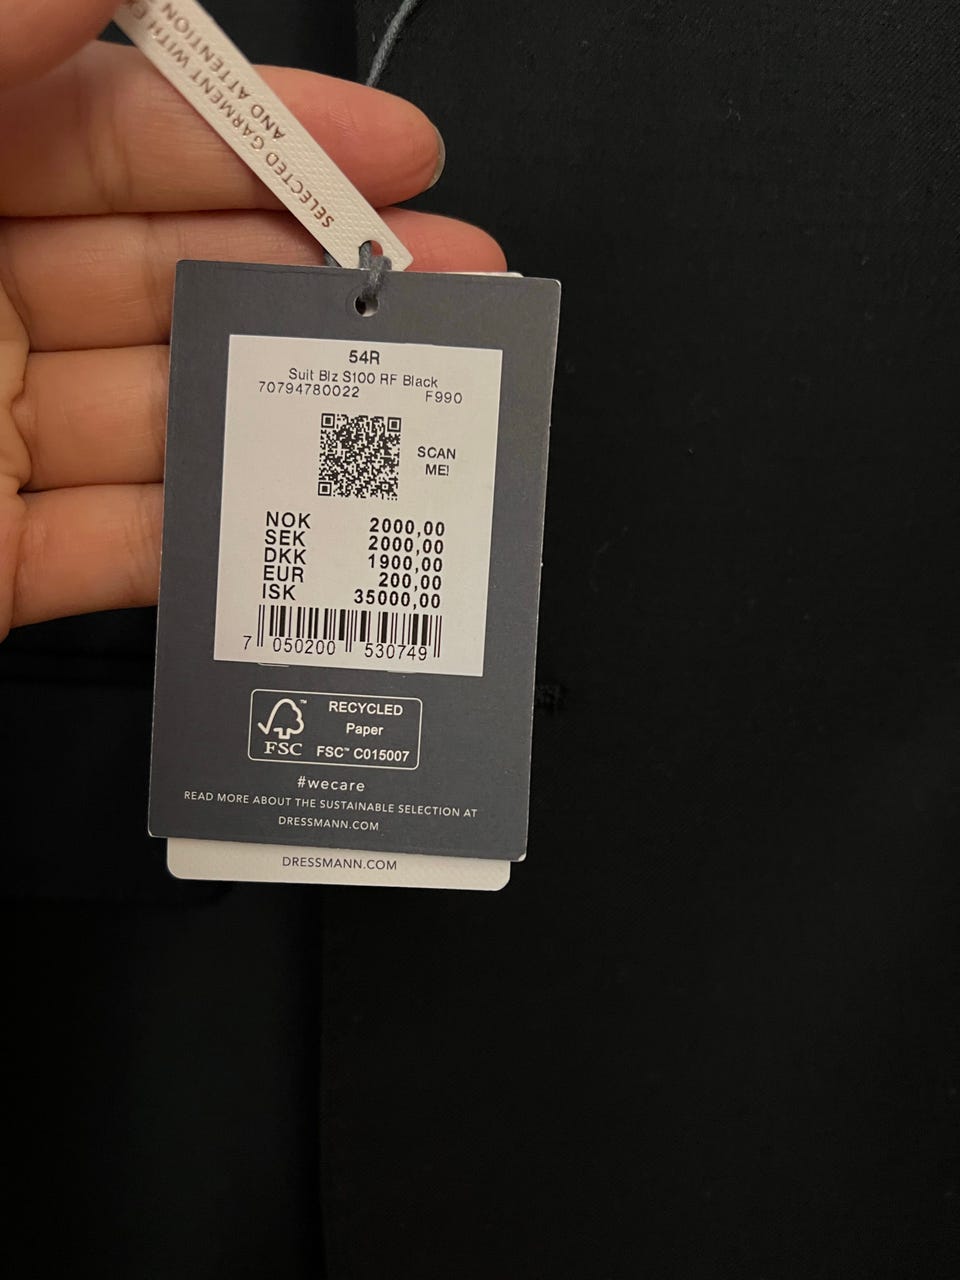 SELECTED GARMENT WITH
AND ATTENTION
54R
Suit Blz S100 RF Black
70794780022 F990
SCAN
ME!
NOK 2000,00
SEK 2000,00
DKK 1900,00
EUR 200,00
ISK 35000,00
7 050200 530749
FSC™
RECYCLED
Paper
FSC™ C015007
#wecare
READ MORE ABOUT THE SUSTAINABLE SELECTION AT
DRESSMANN.COM
DRESSMANN.COM